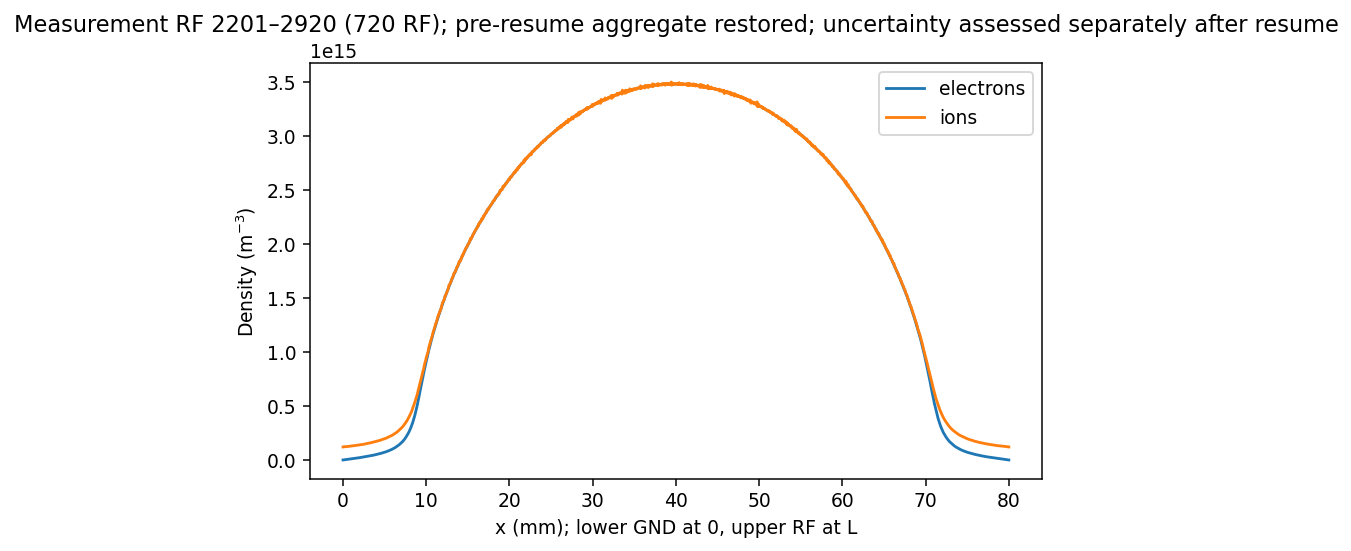 Measurement RF 2201–2920 (720 RF); pre-resume aggregate restored; uncertainty assessed separately after resume
1e15
electrons
ions
3.5
3.0
2.5
2.0
1.5
1.0
0.5
0.0
Density (m⁻³)
0 10 20 30 40 50 60 70 80
x (mm); lower GND at 0, upper RF at L